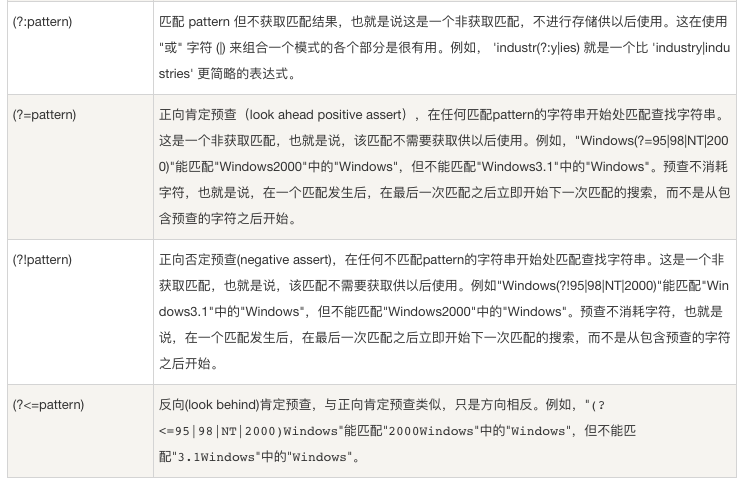 (?:pattern)
匹配 pattern 但不获取匹配结果，也就是说这是一个非获取匹配，不进行存储供以后使用。这在使用
"或" 字符 (|) 来组合一个模式的各个部分是很有用。例如， 'industr(?:y|ies) 就是一个比 'industry|indu
stries' 更简略的表达式。
(?=pattern)
正向肯定预查（look ahead positive assert），在任何匹配pattern的字符串开始处匹配查找字符串。
这是一个非获取匹配，也就是说，该匹配不需要获取供以后使用。例如，"Windows(?=95|98|NT|200
0)"能匹配"Windows2000"中的"Windows"，但不能匹配"Windows3.1"中的"Windows"。预查不消耗
字符，也就是说，在一个匹配发生后，在最后一次匹配之后立即开始下一次匹配的搜索，而不是从包
含预查的字符之后开始。
(?!pattern)
正向否定预查(negative assert)，在任何不匹配pattern的字符串开始处匹配查找字符串。这是一个非
获取匹配，也就是说，该匹配不需要获取供以后使用。例如"Windows(?!95|98|NT|2000)"能匹配"Win
dows3.1"中的"Windows"，但不能匹配"Windows2000"中的"Windows"。预查不消耗字符，也就是
说，在一个匹配发生后，在最后一次匹配之后立即开始下一次匹配的搜索，而不是从包含预查的字符
之后开始。
(?<=pattern)
反向(look behind)肯定预查，与正向肯定预查类似，只是方向相反。例如，"(?
<=95|98|NT|2000)Windows"能匹配"2000Windows"中的"Windows"，但不能匹
配"3.1Windows"中的"Windows"。